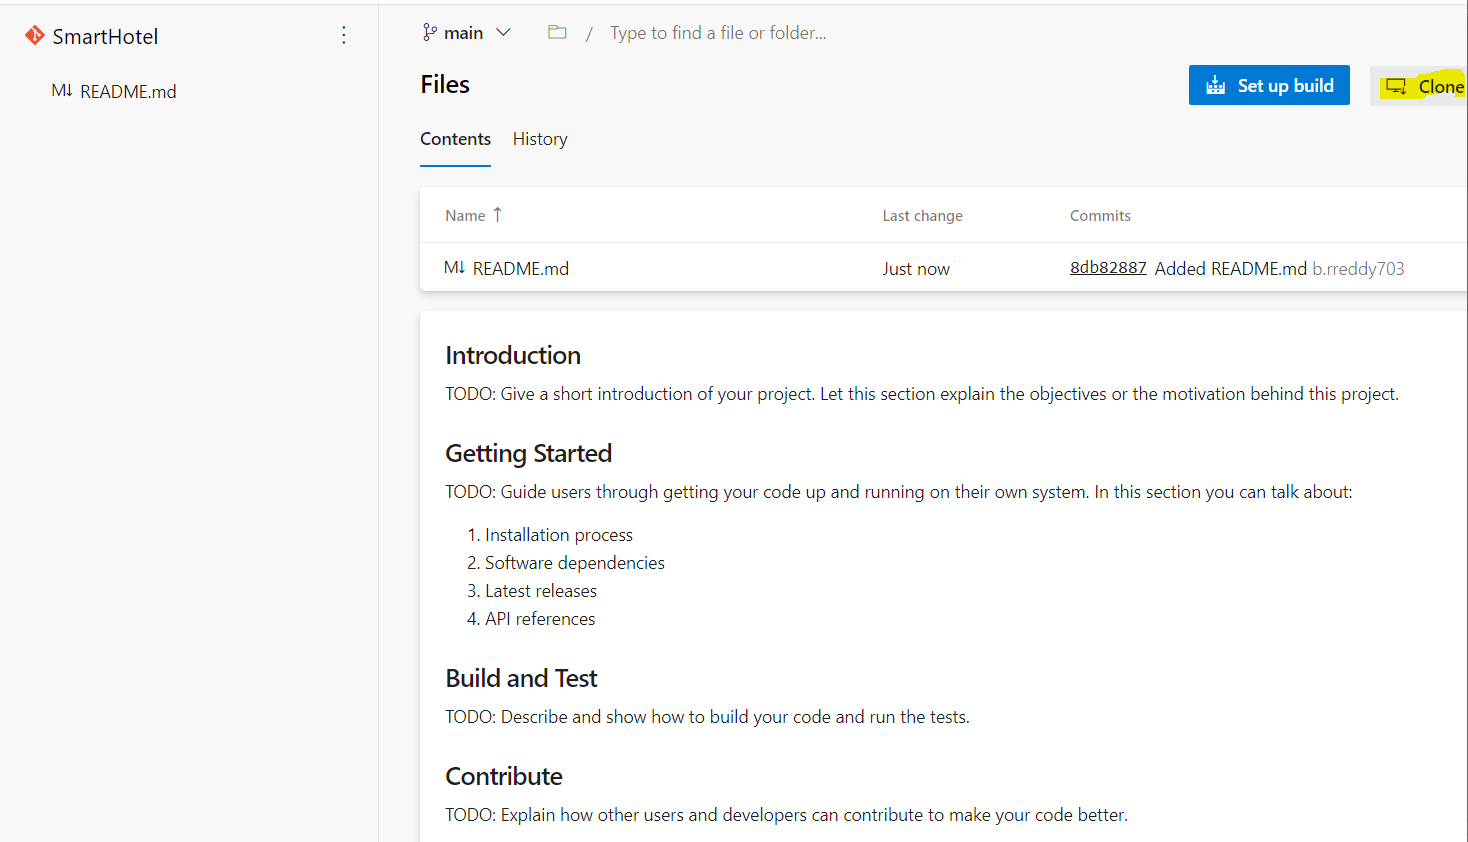 SmartHotel
M↓ README.md
main / Type to find a file or folder...
Files
Set up build
Clone
Contents History
Name ↑ Last change Commits
M↓ README.md Just now 8db82887 Added README.md b.rreddy703
Introduction
TODO: Give a short introduction of your project. Let this section explain the objectives or the motivation behind this project.
Getting Started
TODO: Guide users through getting your code up and running on their own system. In this section you can talk about:
1. Installation process
2. Software dependencies
3. Latest releases
4. API references
Build and Test
TODO: Describe and show how to build your code and run the tests.
Contribute
TODO: Explain how other users and developers can contribute to make your code better.